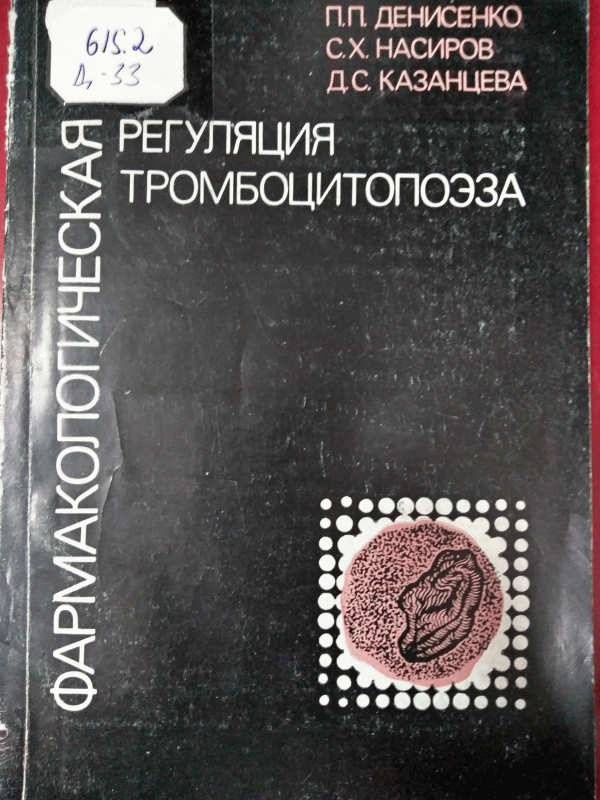 615.2
Д-33
П.П. ДЕНИСЕНКО
С.Х. НАСИРОВ
Д.С. КАЗАНЦЕВА
ФАРМАКОЛОГИЧЕСКАЯ
РЕГУЛЯЦИЯ
ТРОМБОЦИТОПОЭЗА